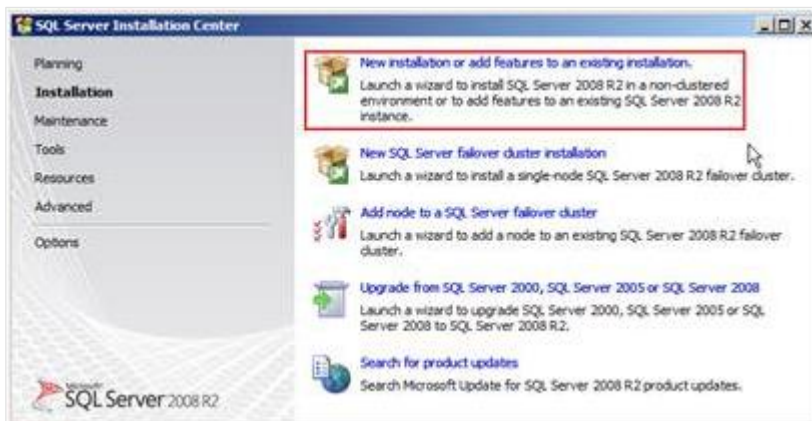 SQL Server Installation Center
Planning
Installation
Maintenance
Tools
Resources
Advanced
Options
New installation or add features to an existing installation.
Launch a wizard to install SQL Server 2008 R2 in a non-clustered
environment or to add features to an existing SQL Server 2008 R2
instance.
New SQL Server failover cluster installation
Launch a wizard to install a single-node SQL Server 2008 R2 failover cluster.
Add node to a SQL Server failover cluster
Launch a wizard to add a node to an existing SQL Server 2008 R2 failover
cluster.
Upgrade from SQL Server 2000, SQL Server 2005 or SQL Server 2008
Launch a wizard to upgrade SQL Server 2000, SQL Server 2005 or SQL
Server 2008 to SQL Server 2008 R2.
Search for product updates
Search Microsoft Update for SQL Server 2008 R2 product updates.
Microsoft
SQL Server 2008 R2